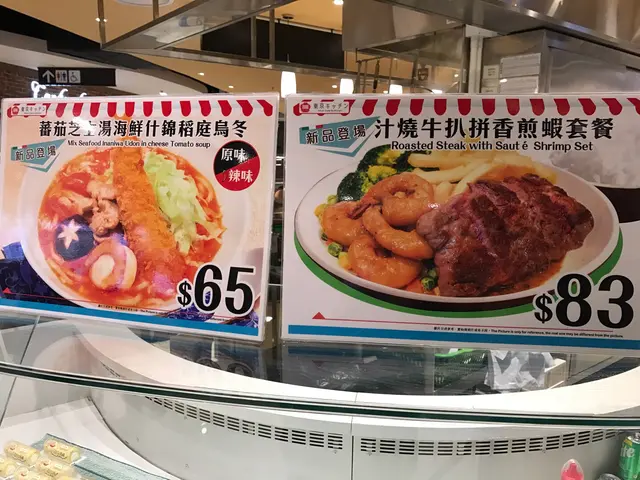 蕃茄芝士湯海鮮什錦稻庭烏冬
Mix Seafood Inaniwa Udon in cheese Tomato soup
新品登場
原味
辣味
$65
汁燒牛扒拼香煎蝦套餐
新品登場
Roasted Steak with Sauté Shrimp Set
$83